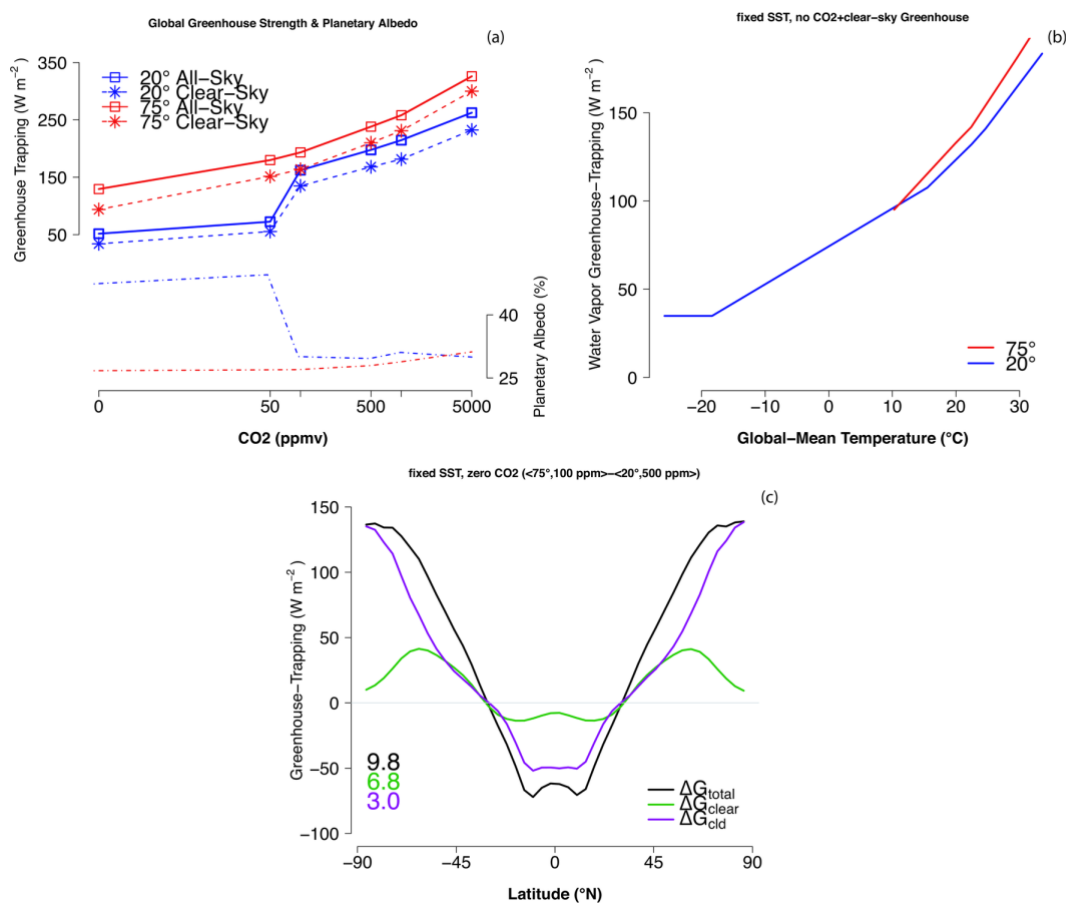 Global Greenhouse Strength & Planetary Albedo
(a)
Greenhouse Trapping (W m⁻²)
350
250
150
50
20° All−Sky
20° Clear−Sky
75° All−Sky
75° Clear−Sky
Planetary Albedo (%)
40
25
0
50
500
5000
CO2 (ppmv)
fixed SST, no CO2+clear−sky Greenhouse
(b)
Water Vapor Greenhouse−Trapping (W m⁻²)
150
100
50
0
75°
20°
−20
−10
0
10
20
30
Global−Mean Temperature (°C)
fixed SST, zero CO2 (<75°,100 ppm>−<20°,500 ppm>)
(c)
Greenhouse−Trapping (W m⁻²)
150
100
50
0
−50
−100
9.8
6.8
3.0
ΔG_total
ΔG_clear
ΔG_cld
−90
−45
0
45
90
Latitude (°N)